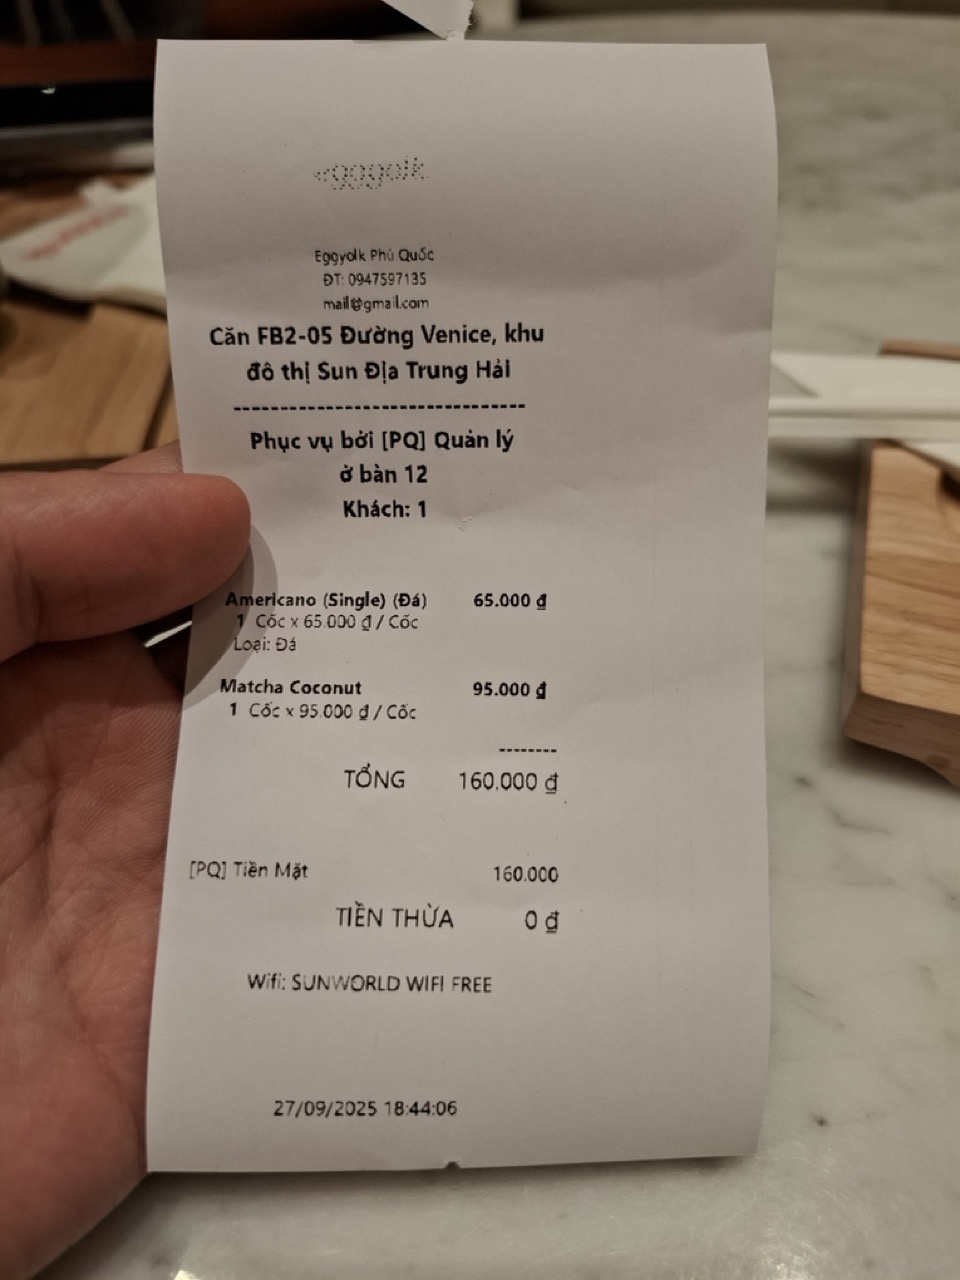 eggyolk
Eggyolk Phú Quốc
ĐT: 0947597135
mail@gmail.com
Căn FB2-05 Đường Venice, khu
đô thị Sun Địa Trung Hải
--------------------------------
Phục vụ bởi [PQ] Quản lý
ở bàn 12
Khách: 1
Americano (Single) (Đá) 65.000 ₫
1 Cốc x 65.000 ₫ / Cốc
Loại: Đá
Matcha Coconut 95.000 ₫
1 Cốc x 95.000 ₫ / Cốc
--------
TỔNG 160.000 ₫
[PQ] Tiền Mặt 160.000
TIỀN THỪA 0 ₫
Wifi: SUNWORLD WIFI FREE
27/09/2025 18:44:06